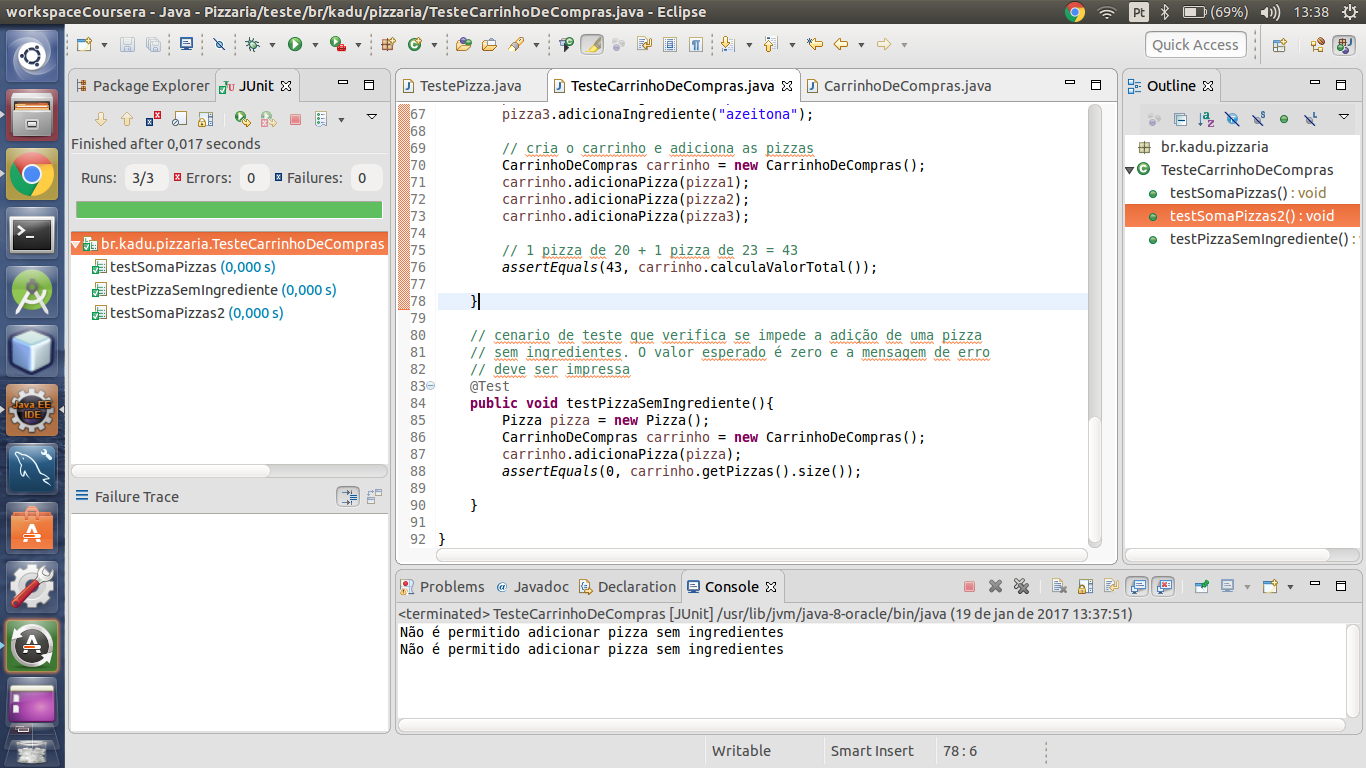 workspaceCoursera - Java - Pizzaria/teste/br/kadu/pizzaria/TesteCarrinhoDeCompras.java - Eclipse
Pt (69%) 13:38
Quick Access
Package Explorer JUnit
Finished after 0,017 seconds
Runs: 3/3 Errors: 0 Failures: 0
br.kadu.pizzaria.TesteCarrinhoDeCompras
testSomaPizzas (0,000 s)
testPizzaSemIngrediente (0,000 s)
testSomaPizzas2 (0,000 s)
Failure Trace
Java EE
IDE
TestePizza.java TesteCarrinhoDeCompras.java CarrinhoDeCompras.java
67 pizza3.adicionaIngrediente("azeitona");
68
69 // cria o carrinho e adiciona as pizzas
70 CarrinhoDeCompras carrinho = new CarrinhoDeCompras();
71 carrinho.adicionaPizza(pizza1);
72 carrinho.adicionaPizza(pizza2);
73 carrinho.adicionaPizza(pizza3);
74
75 // 1 pizza de 20 + 1 pizza de 23 = 43
76 assertEquals(43, carrinho.calculaValorTotal());
77
78 }
79
80 // cenario de teste que verifica se impede a adição de uma pizza
81 // sem ingredientes. O valor esperado é zero e a mensagem de erro
82 // deve ser impressa
83 @Test
84 public void testPizzaSemIngrediente(){
85 Pizza pizza = new Pizza();
86 CarrinhoDeCompras carrinho = new CarrinhoDeCompras();
87 carrinho.adicionaPizza(pizza);
88 assertEquals(0, carrinho.getPizzas().size());
89
90 }
91
92 }
Outline
br.kadu.pizzaria
TesteCarrinhoDeCompras
testSomaPizzas() : void
testSomaPizzas2() : void
testPizzaSemIngrediente() :
Problems Javadoc Declaration Console
<terminated> TesteCarrinhoDeCompras [JUnit] /usr/lib/jvm/java-8-oracle/bin/java (19 de jan de 2017 13:37:51)
Não é permitido adicionar pizza sem ingredientes
Não é permitido adicionar pizza sem ingredientes
Writable Smart Insert 78 : 6